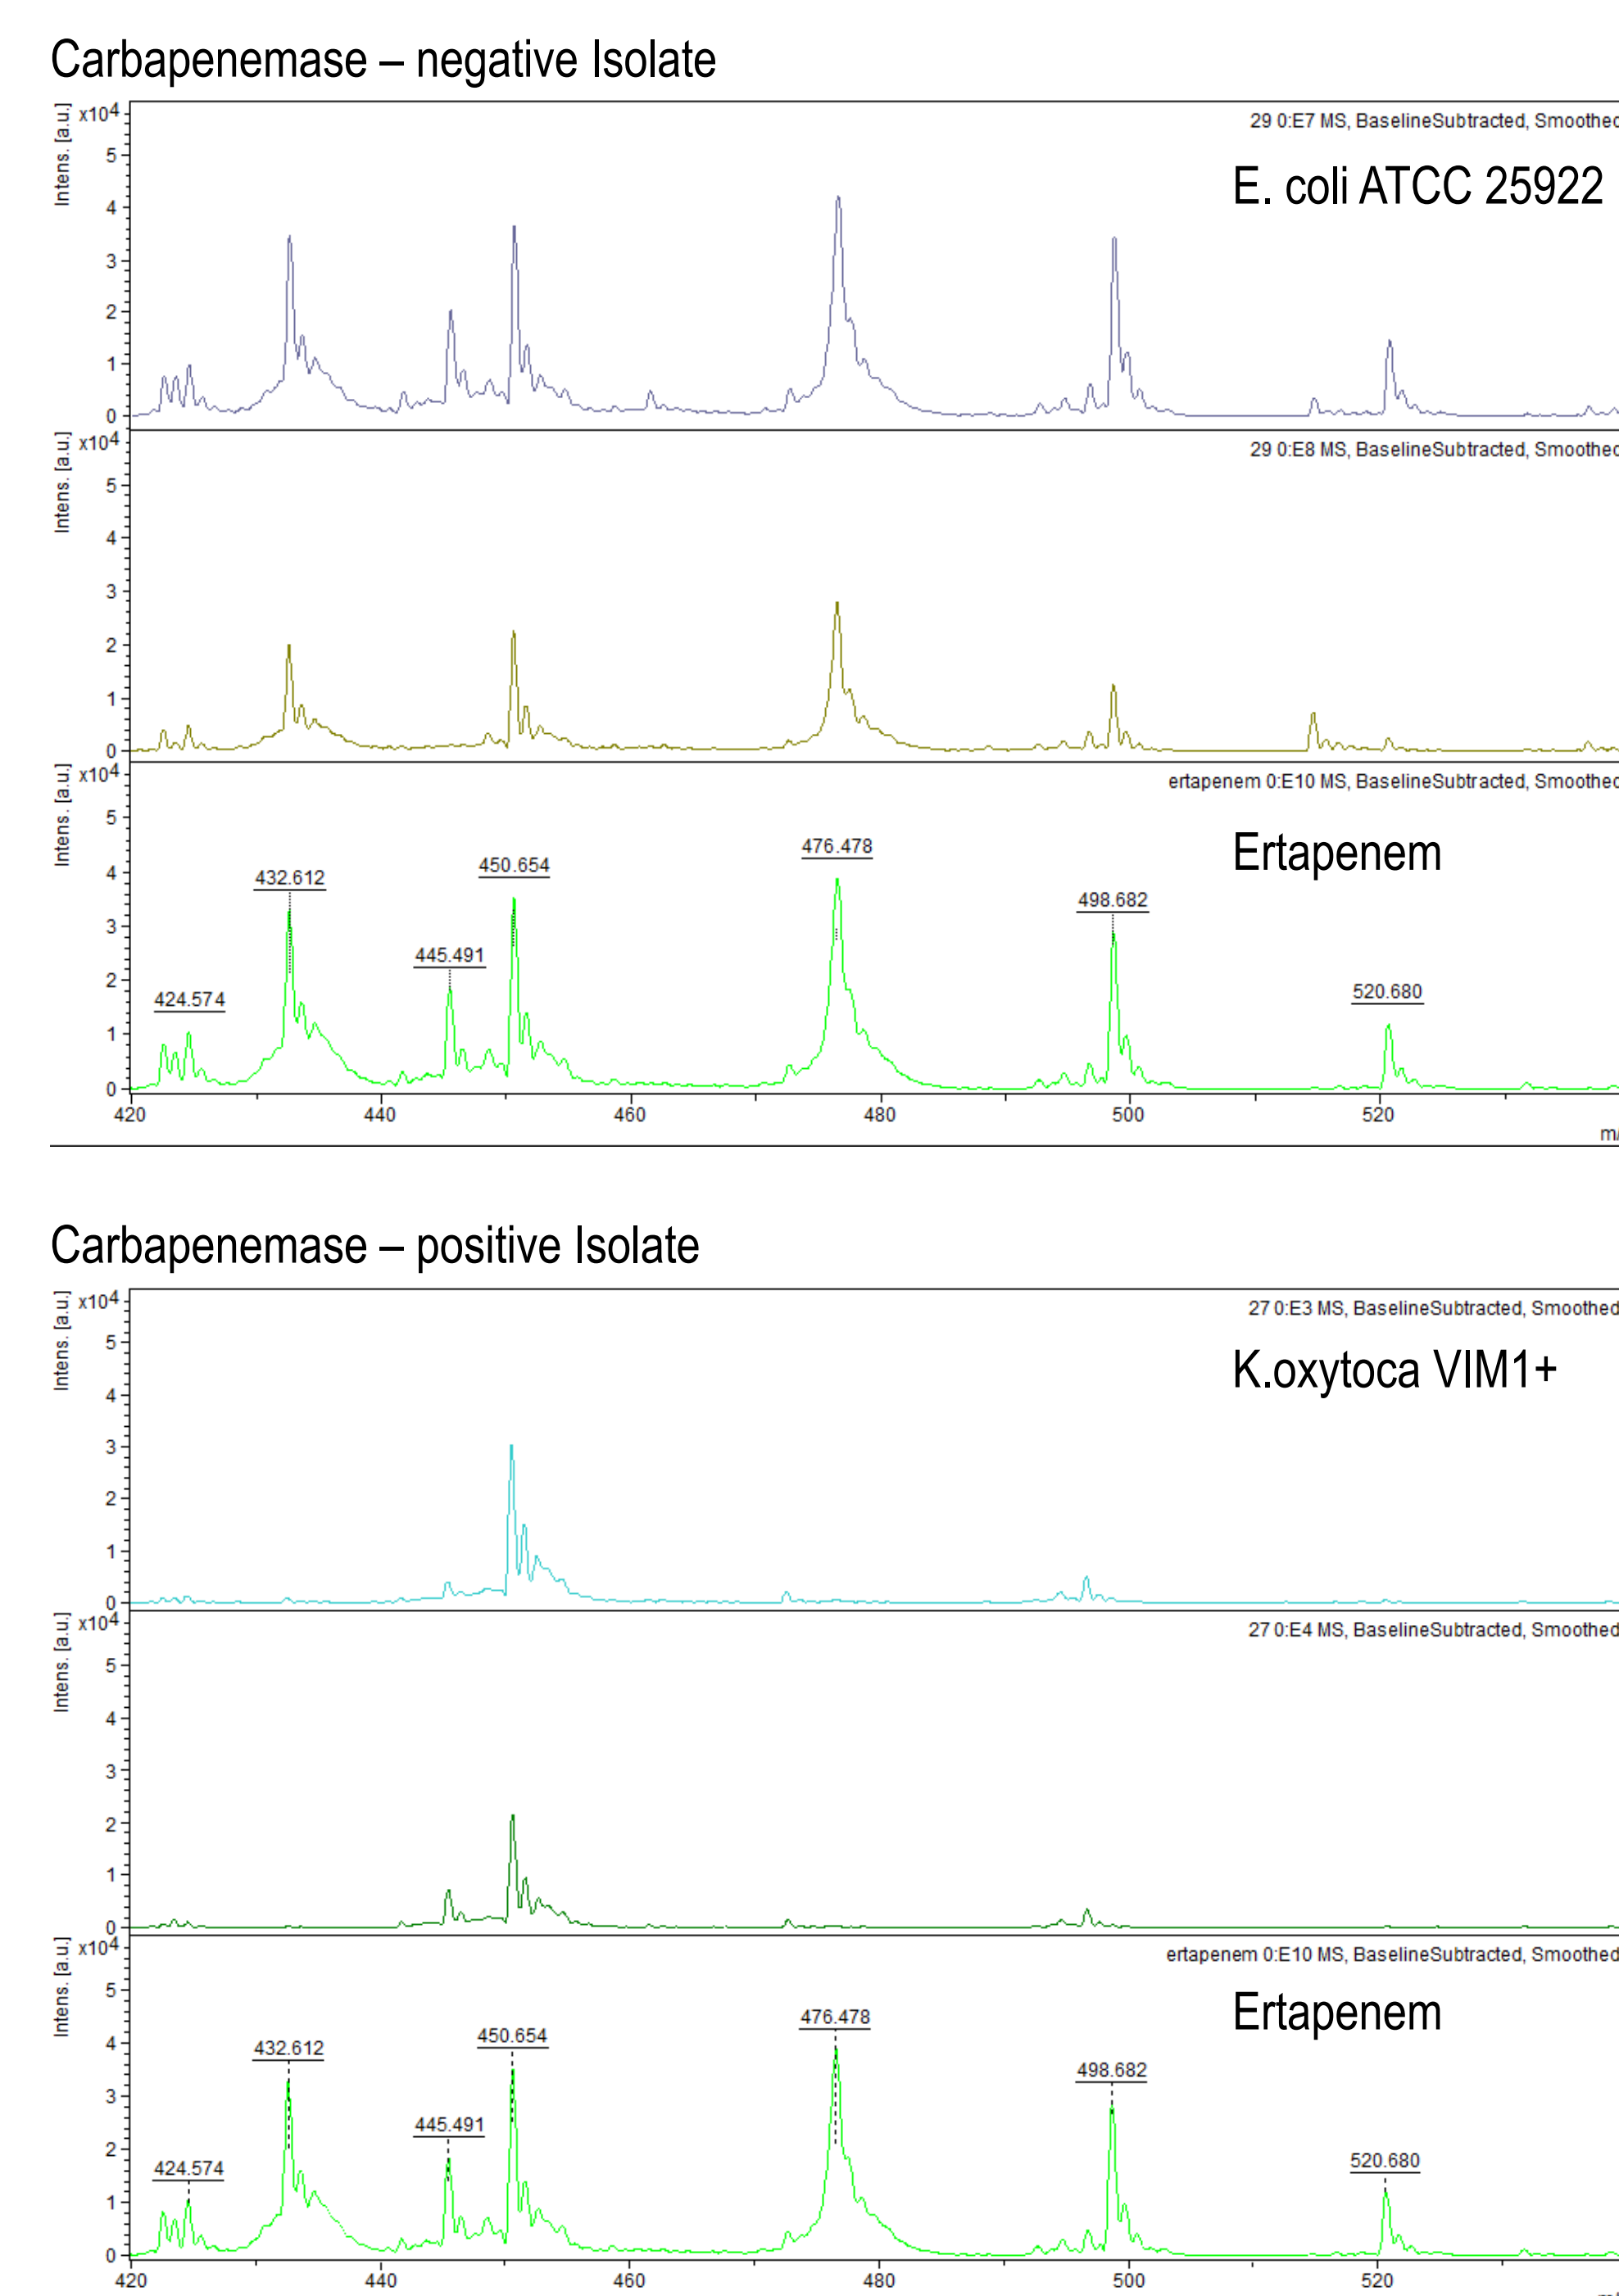 Carbapenemase – negative Isolate
Intens. [a.u.]
x104
29 0:E7 MS, BaselineSubtracted, Smoothed
E. coli ATCC 25922
5
4
3
2
1
0
Intens. [a.u.]
x104
29 0:E8 MS, BaselineSubtracted, Smoothed
5
4
3
2
1
0
Intens. [a.u.]
x104
ertapenem 0:E10 MS, BaselineSubtracted, Smoothed
Ertapenem
5
4
3
2
1
0
424.574
432.612
445.491
450.654
476.478
498.682
520.680
420 440 460 480 500 520
m/
Carbapenemase – positive Isolate
Intens. [a.u.]
x104
27 0:E3 MS, BaselineSubtracted, Smoothed
K.oxytoca VIM1+
5
4
3
2
1
0
Intens. [a.u.]
x104
27 0:E4 MS, BaselineSubtracted, Smoothed
5
4
3
2
1
0
Intens. [a.u.]
x104
ertapenem 0:E10 MS, BaselineSubtracted, Smoothed
Ertapenem
5
4
3
2
1
0
424.574
432.612
445.491
450.654
476.478
498.682
520.680
420 440 460 480 500 520